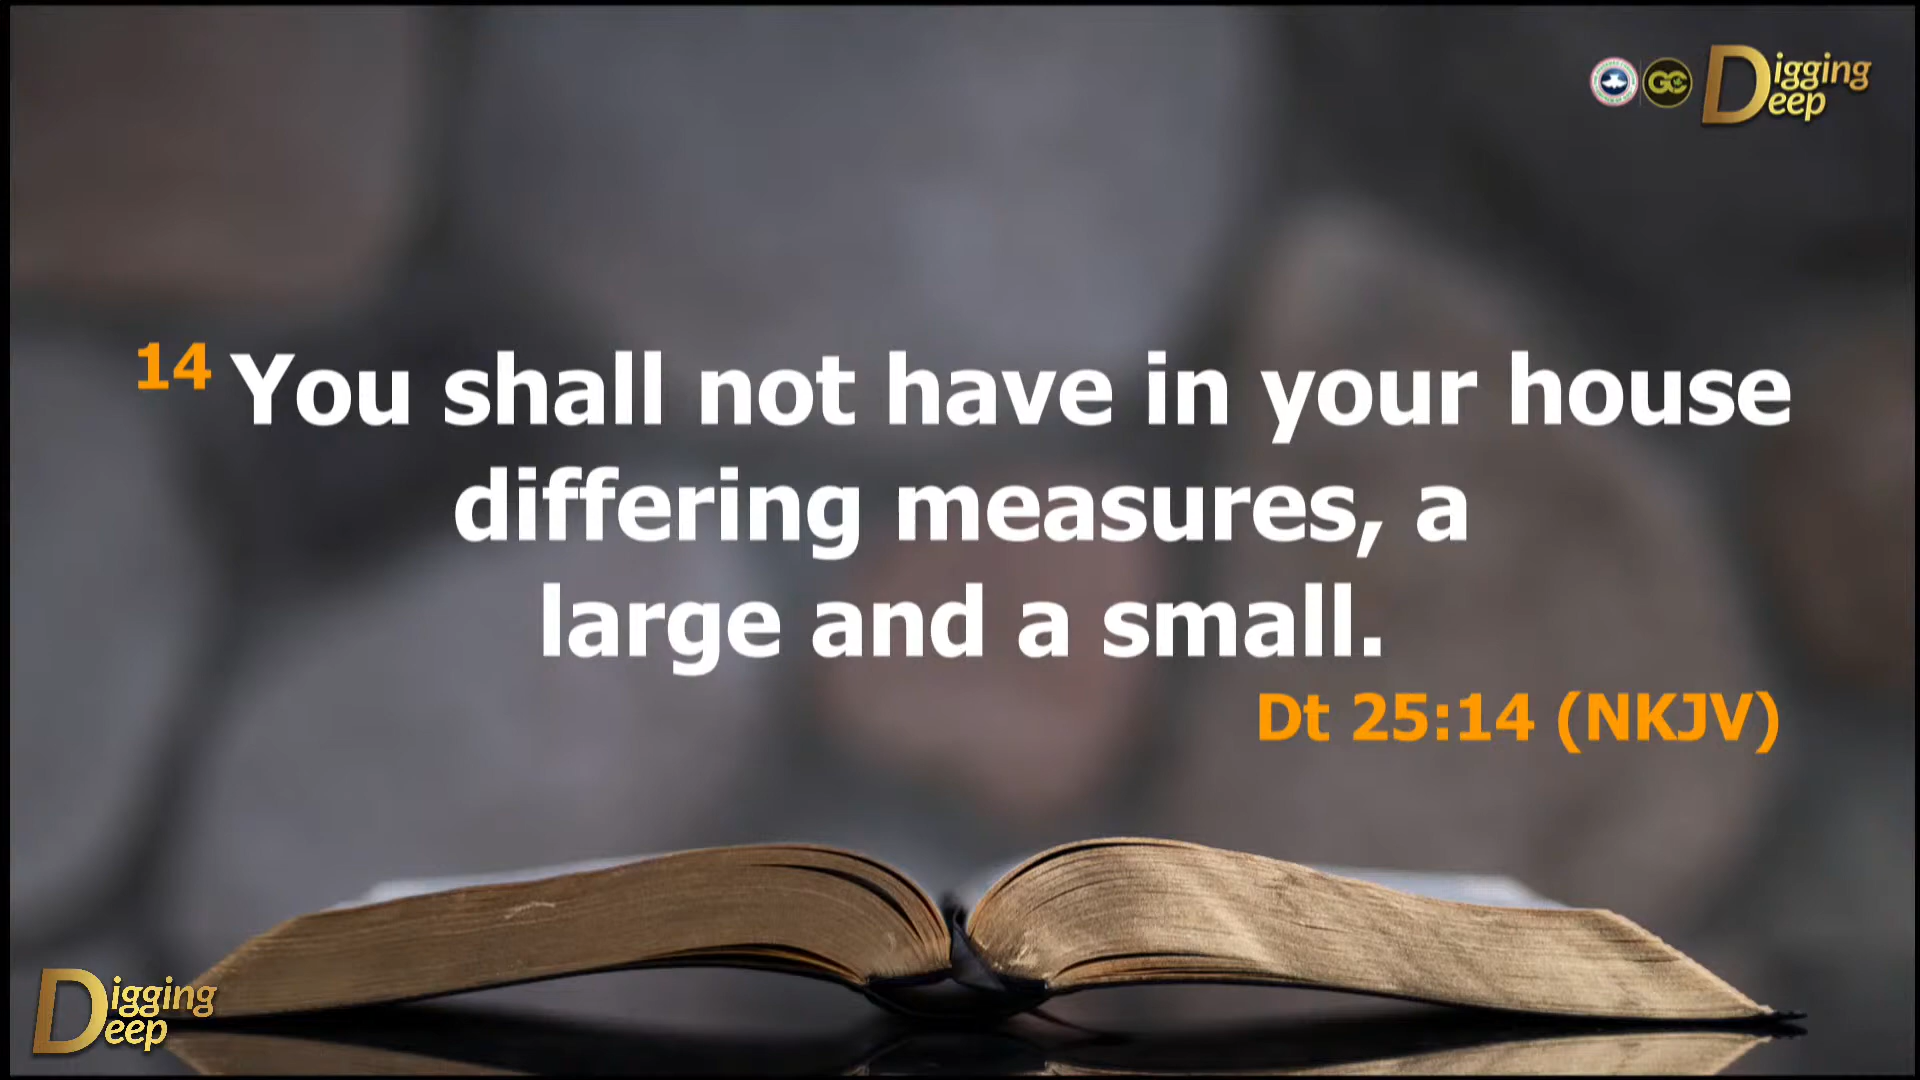 Digging
Deep
14 You shall not have in your house
differing measures, a
large and a small.
Dt 25:14 (NKJV)
Digging
Deep